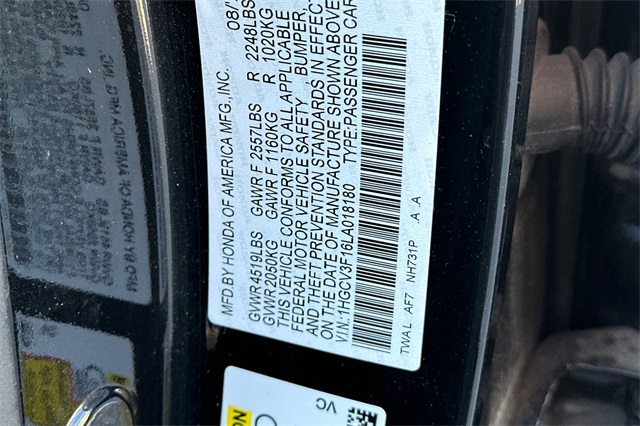 MFD BY HONDA OF AMERICA MFG., INC. 08/
GVWR 4519LBS GAWR F 2557LBS R 2248LBS
GVWR 2050KG GAWR F 1160KG R 1020KG
THIS VEHICLE CONFORMS TO ALL APPLICABLE
FEDERAL MOTOR VEHICLE SAFETY, BUMPER,
AND THEFT PREVENTION STANDARDS IN EFFECT
ON THE DATE OF MANUFACTURE SHOWN ABOVE.
V.I.N.: 1HGCV3F16LA018180 TYPE:PASSENGER CAR
TWAL AF7 NH731P A A
VC